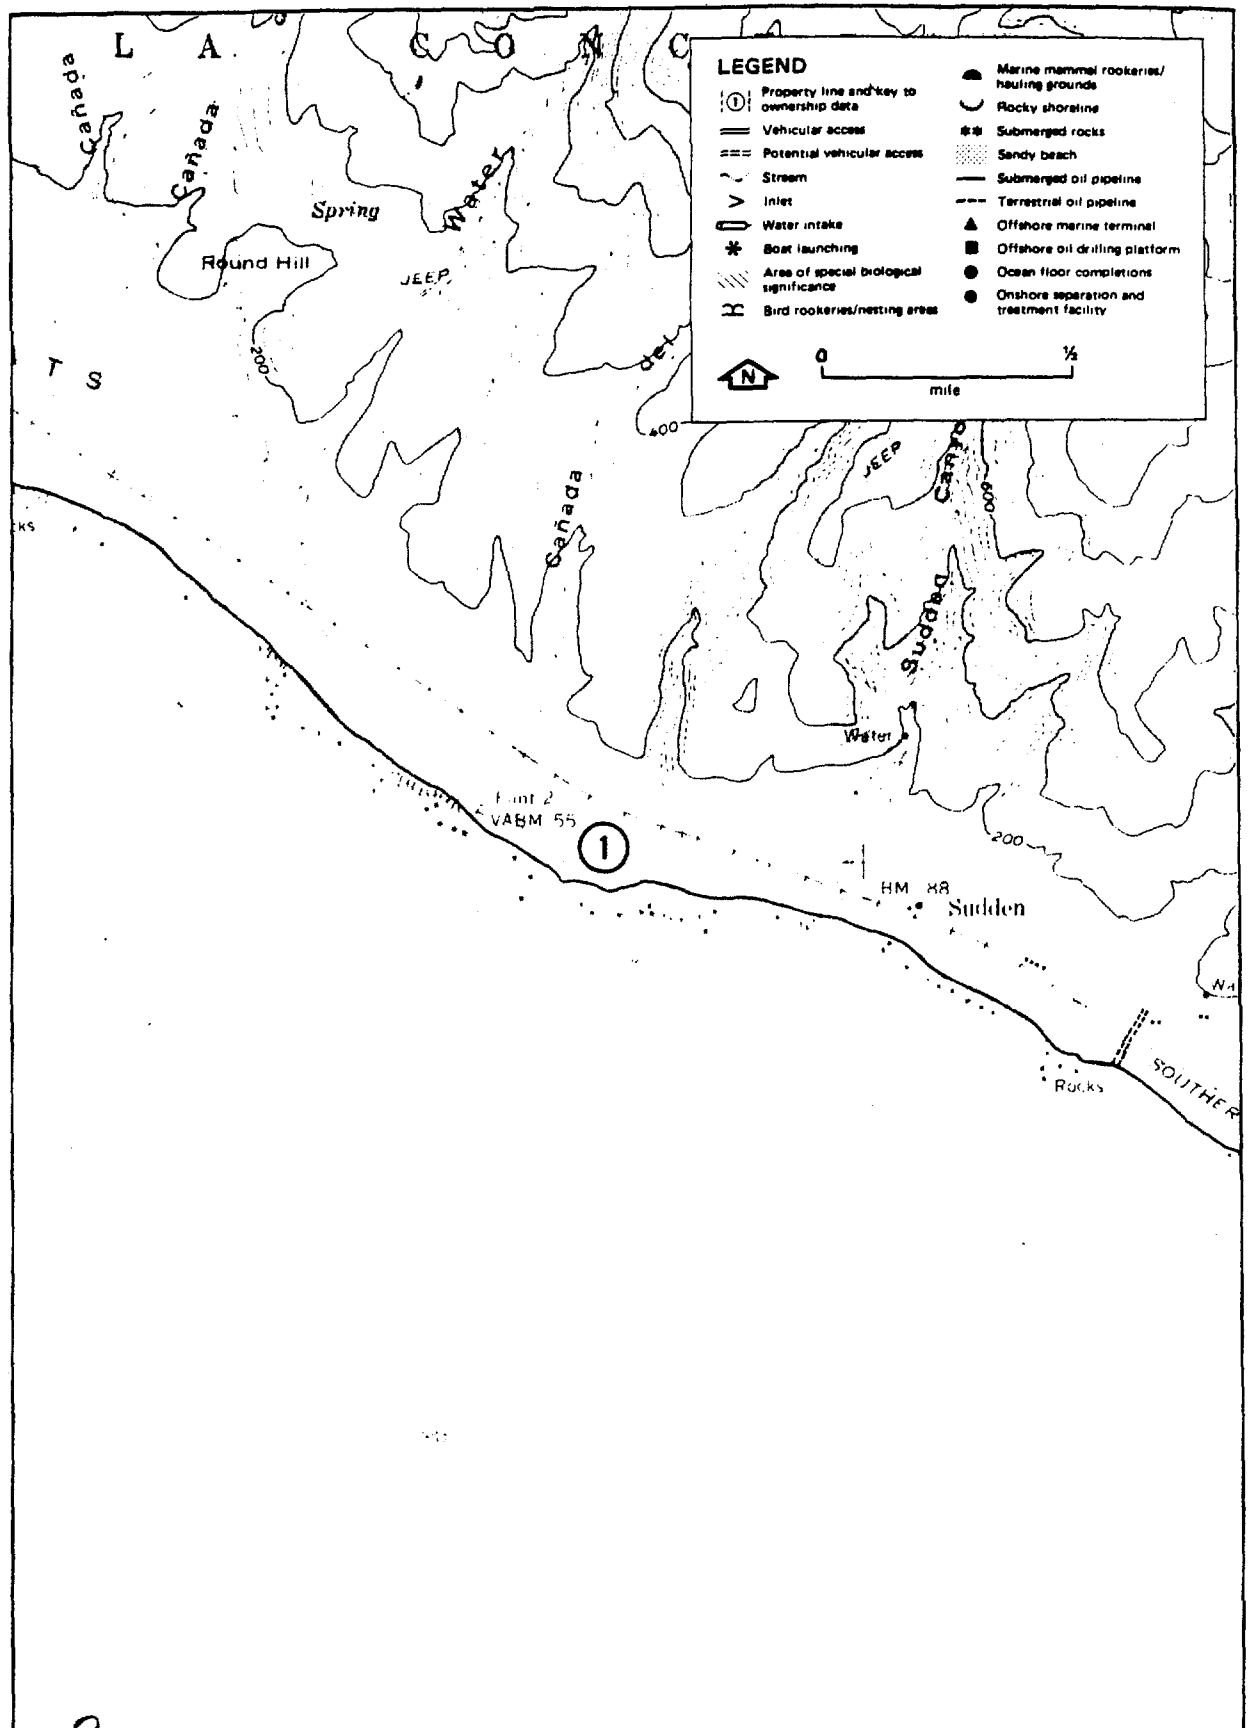 L A C O N C
Cañada
Cañada
Water
Spring
Round Hill
JEEP
del
200
T S
400
Cañada
LEGEND
1 Property line and key to
ownership data
Vehicular access
Potential vehicular access
Stream
Inlet
Water intake
Boat launching
Area of special biological
significance
Bird rookeries/nesting areas
Marine mammel rookeries/
hauling grounds
Rocky shoreline
Submerged rocks
Sandy beach
Submerged oil pipeline
Terrestrial oil pipeline
Offshore marine terminal
Offshore oil drilling platform
Ocean floor completions
Onshore separation and
treatment facility
N
0 ½
mile
JEEP
600
Sudden
Water
VABM 55
1
200
BM 88
Sudden
Rocks
SOUTHER